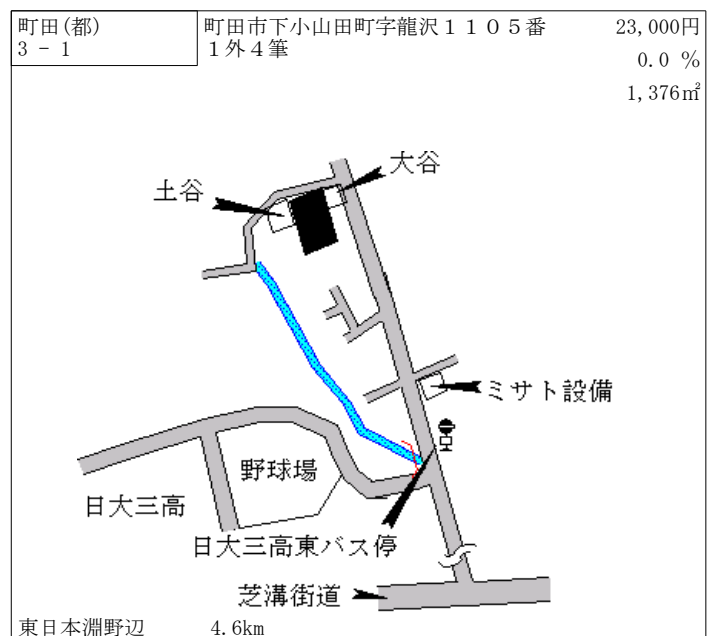 町田(都)
3 - 1
町田市下小山田町字龍沢１１０５番
１外４筆
23,000円
0.0 %
1,376㎡
大谷
土谷
ミサト設備
野球場
日大三高
日大三高東バス停
芝溝街道
東日本淵野辺 4.6km